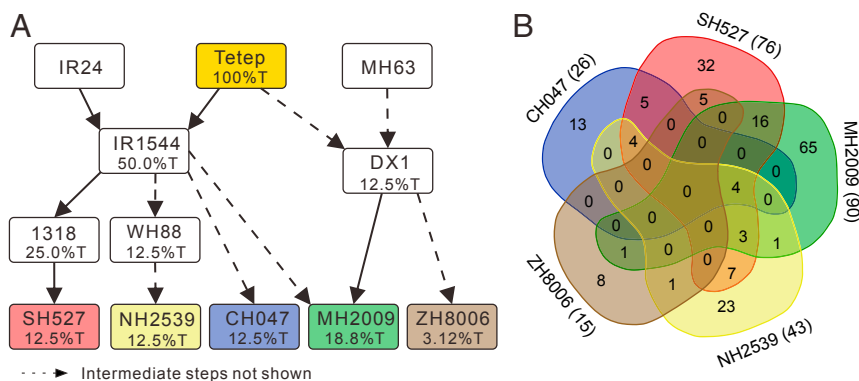 A
IR24
Tetep
100%T
MH63
IR1544
50.0%T
DX1
12.5%T
1318
25.0%T
WH88
12.5%T
SH527
12.5%T
NH2539
12.5%T
CH047
12.5%T
MH2009
18.8%T
ZH8006
3.12%T
Intermediate steps not shown
B
SH527 (76)
CH047 (26)
MH2009 (90)
ZH8006 (15)
NH2539 (43)
32
5
5
13
0
0
16
65
4
0
0
0
0
0
0
0
4
0
0
0
0
0
0
3
1
1
0
0
8
1
7
23